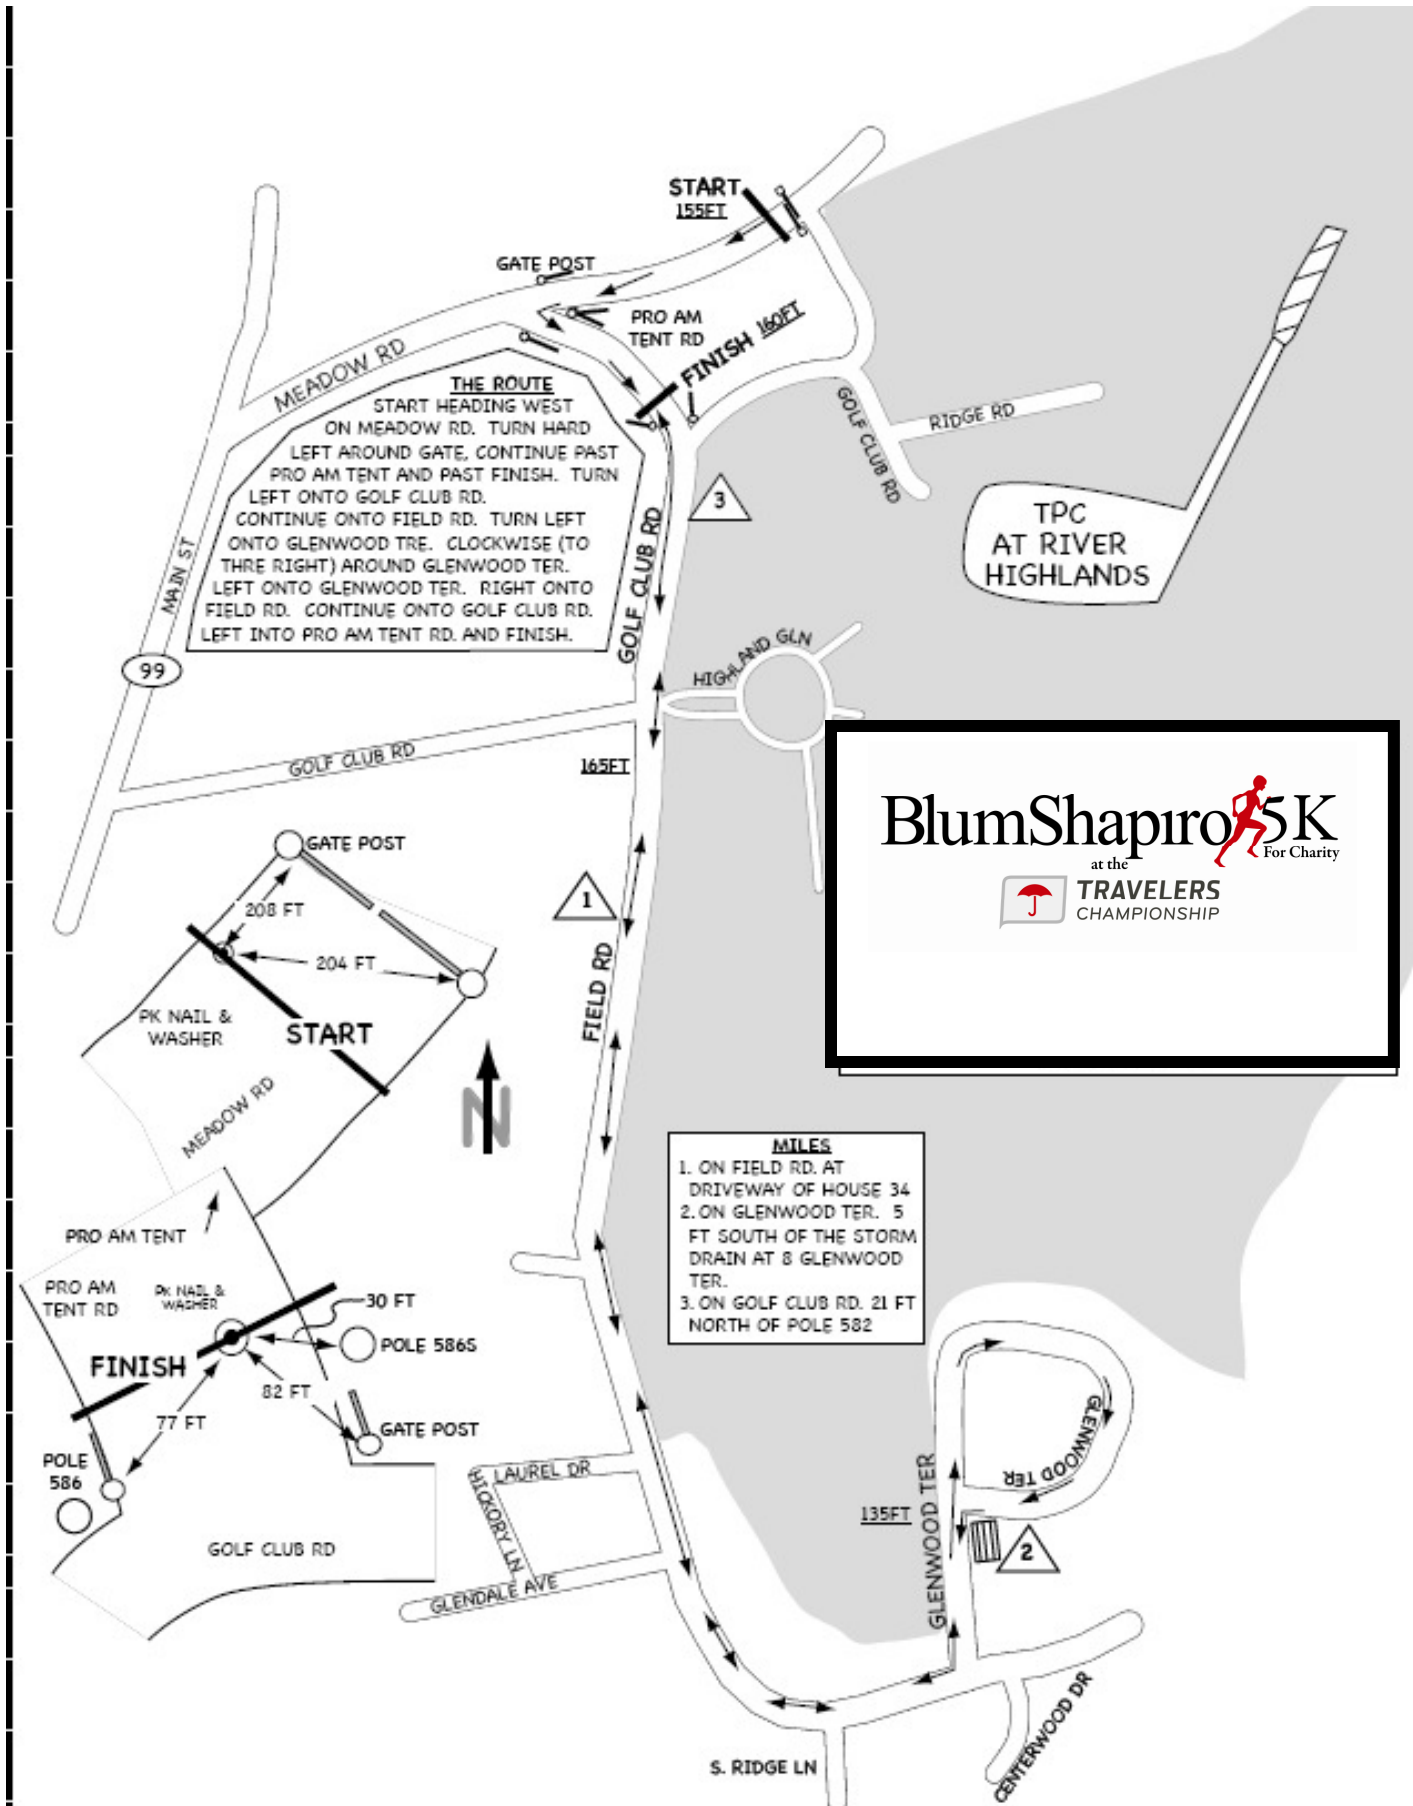 START
155FT
GATE POST
PRO AM
TENT RD
FINISH 160FT
MEADOW RD
THE ROUTE
START HEADING WEST
ON MEADOW RD. TURN HARD
LEFT AROUND GATE, CONTINUE PAST
PRO AM TENT AND PAST FINISH. TURN
LEFT ONTO GOLF CLUB RD.
CONTINUE ONTO FIELD RD. TURN LEFT
ONTO GLENWOOD TRE. CLOCKWISE (TO
THRE RIGHT) AROUND GLENWOOD TER.
LEFT ONTO GLENWOOD TER. RIGHT ONTO
FIELD RD. CONTINUE ONTO GOLF CLUB RD.
LEFT INTO PRO AM TENT RD. AND FINISH.
GOLF CLUB RD
RIDGE RD
3
TPC
AT RIVER
HIGHLANDS
MAIN ST
99
GOLF CLUB RD
HIGHLAND GLN
GOLF CLUB RD
165FT
BlumShapiro 5K
For Charity
at the
TRAVELERS
CHAMPIONSHIP
GATE POST
208 FT
204 FT
1
PK NAIL &
WASHER
START
FIELD RD
MEADOW RD
N
MILES
1. ON FIELD RD. AT
DRIVEWAY OF HOUSE 34
2. ON GLENWOOD TER. 5
FT SOUTH OF THE STORM
DRAIN AT 8 GLENWOOD
TER.
3. ON GOLF CLUB RD. 21 FT
NORTH OF POLE 582
PRO AM TENT
PRO AM
TENT RD
PK NAIL &
WASHER
30 FT
POLE 586S
FINISH
82 FT
77 FT
GATE POST
POLE
586
GOLF CLUB RD
LAUREL DR
HICKORY LN
GLENDALE AVE
GLENWOOD TER
GLENWOOD TER
135FT
2
S. RIDGE LN
CENTERWOOD DR